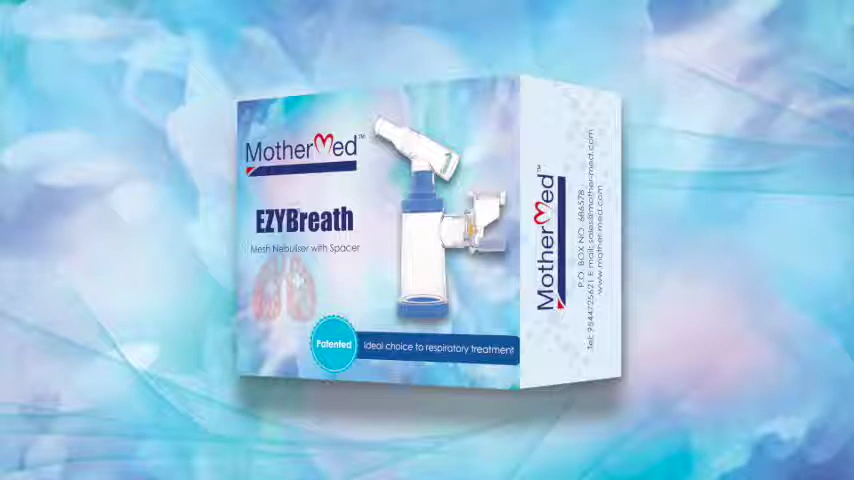 MotherMed™
EZYBreath
Mesh Nebuliser with Spacer
Patented
Ideal choice to respiratory treatment
MotherMed™
P.O. BOX NO. 686578
Tel: 9544725621 E mail:sales@mother-med.com
www.mother-med.com